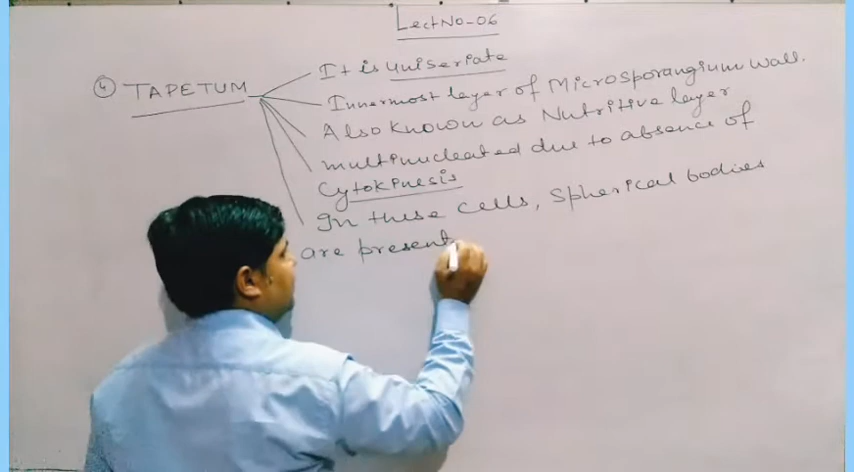 Lect No-06
④ TAPETUM
It is uniseriate
Innermost layer of Microsporangium wall.
Also known as Nutritive layer
multinucleated due to absence of
Cytokinesis
In these cells, Spherical bodies
are present